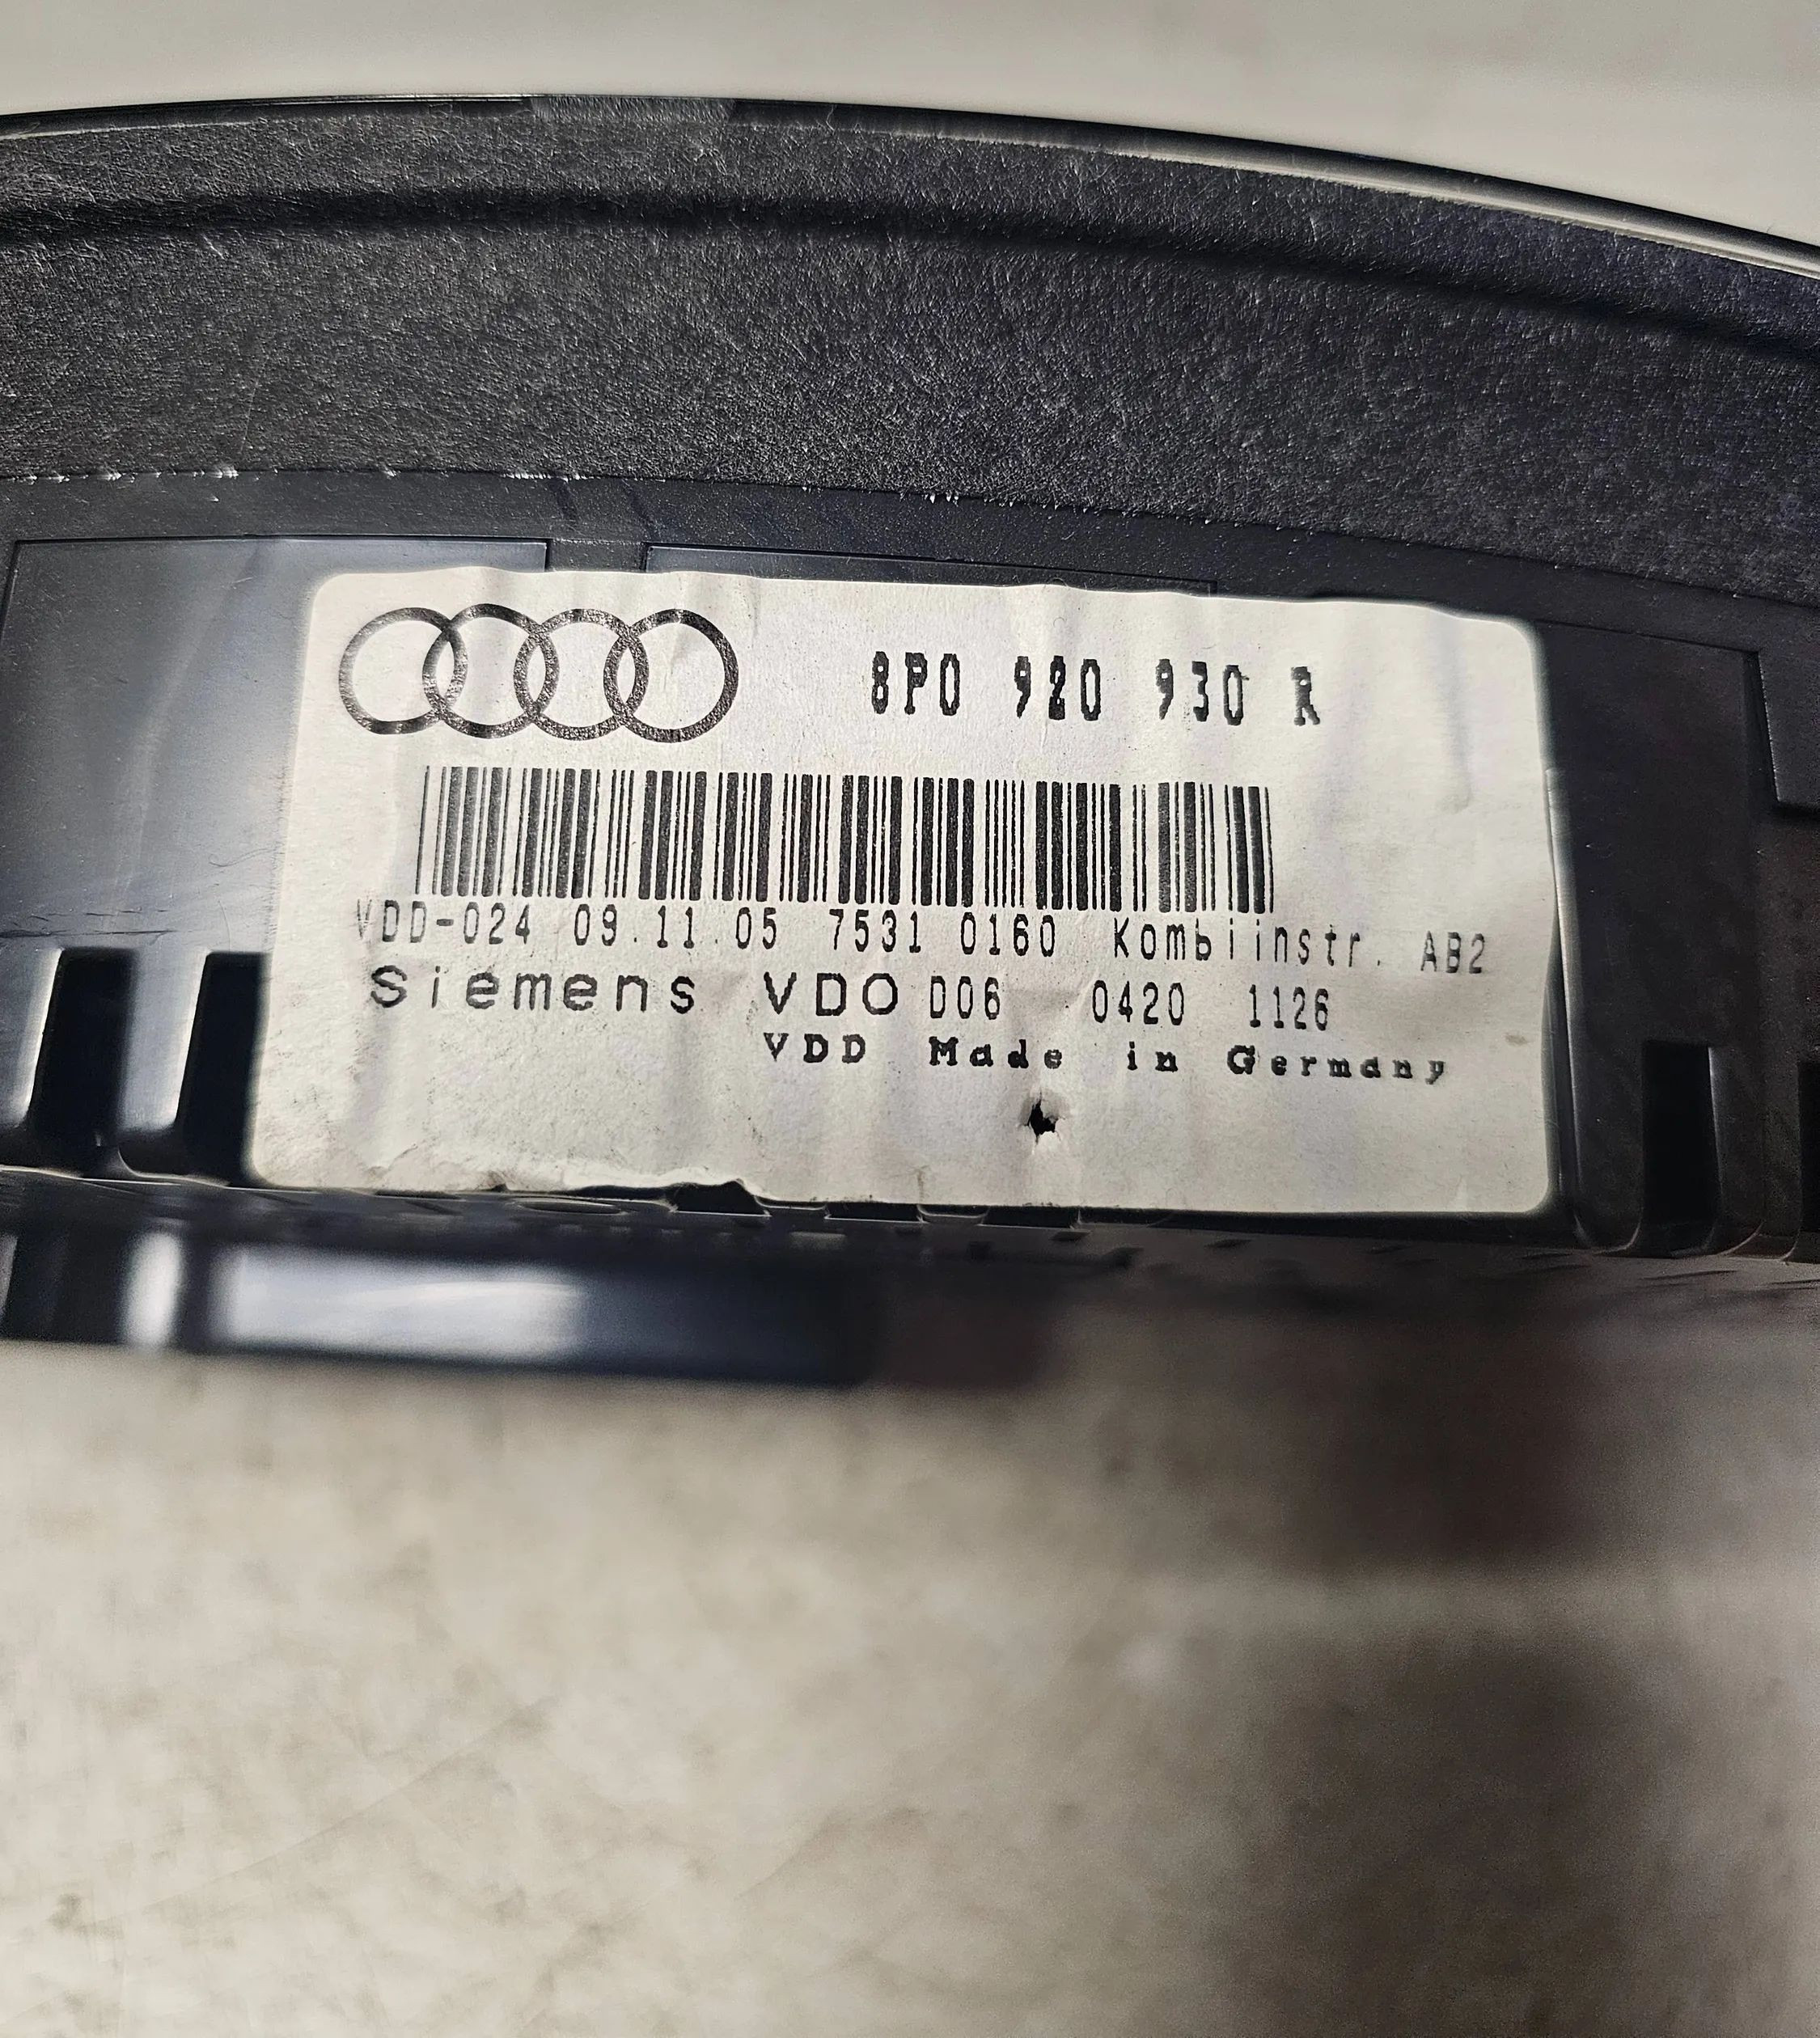 8P0 920 930 R
VDD-024 09.11.05 7531 0160 Kombiinstr. AB2
Siemens VDO D06 0420 1126
VDD Made in Germany